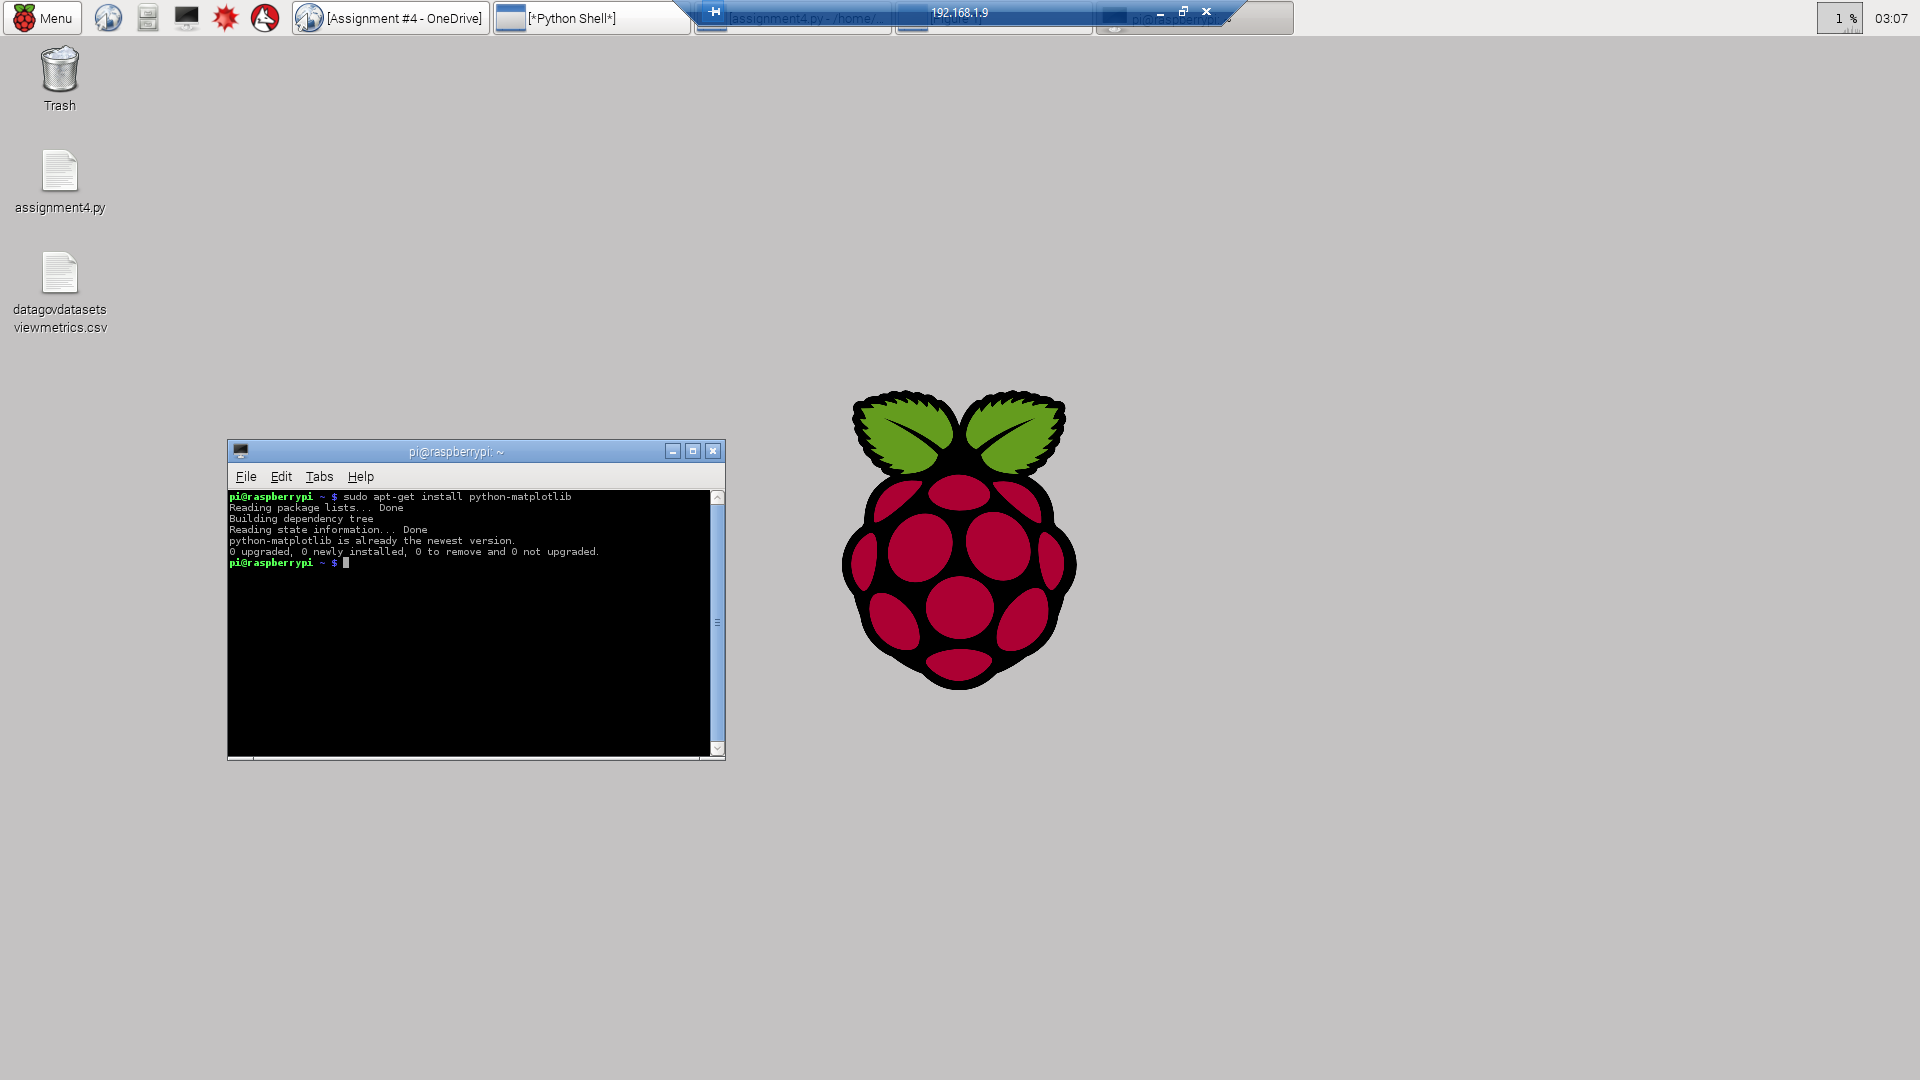 Menu
[Assignment #4 - OneDrive]
[*Python Shell*]
[assignment4.py - /home/...
192.168.1.9
pi@raspberrypi: ~
1 %
03:07
Trash
assignment4.py
datagovdatasets
viewmetrics.csv
pi@raspberrypi: ~
File Edit Tabs Help
pi@raspberrypi ~ $ sudo apt-get install python-matplotlib
Reading package lists... Done
Building dependency tree
Reading state information... Done
python-matplotlib is already the newest version.
0 upgraded, 0 newly installed, 0 to remove and 0 not upgraded.
pi@raspberrypi ~ $